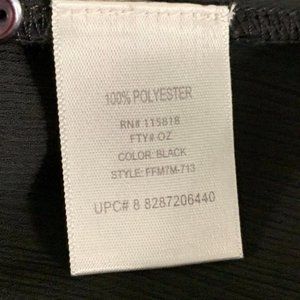 100% POLYESTER
RN# 115818
FTY# OZ
COLOR: BLACK
STYLE: FFM7M-713
UPC# 8 8287206440